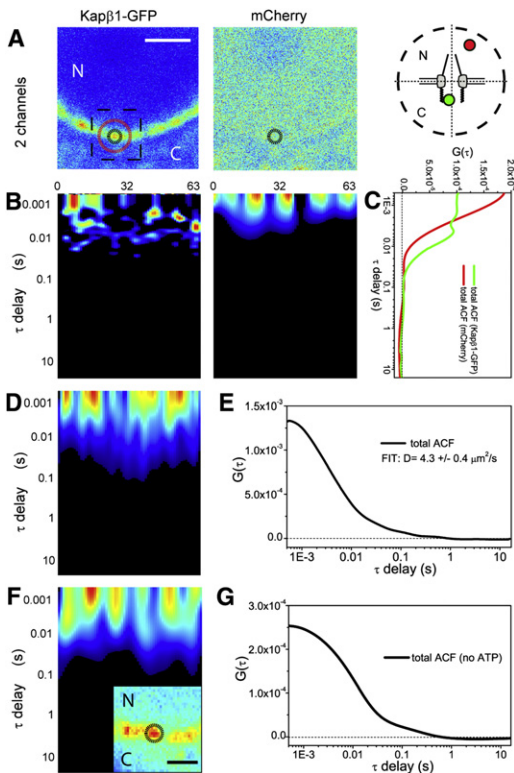 Kapβ1-GFP
mCherry
A
2 channels
N
C
N
C
0 32 63
0 32 63
B
0.001
0.01
0.1
1
10
τ delay (s)
C
G(τ)
0.0
5.0x10
1.0x10
1.5x10
2.0x10
1E-3
0.01
0.1
1
10
τ delay (s)
total ACF (Kapβ1-GFP)
total ACF (mCherry)
D
0.001
0.01
0.1
1
10
τ delay (s)
E
1.5x10⁻³
1.0x10⁻³
5.0x10⁻⁴
0.0
G(τ)
total ACF
FIT: D= 4.3 +/- 0.4 μm²/s
1E-3 0.01 0.1 1 10
τ delay (s)
F
0.001
0.01
0.1
1
10
τ delay (s)
N
C
G
3.0x10⁻⁴
2.0x10⁻⁴
1.0x10⁻⁴
0.0
G(τ)
total ACF (no ATP)
1E-3 0.01 0.1 1 10
τ delay (s)